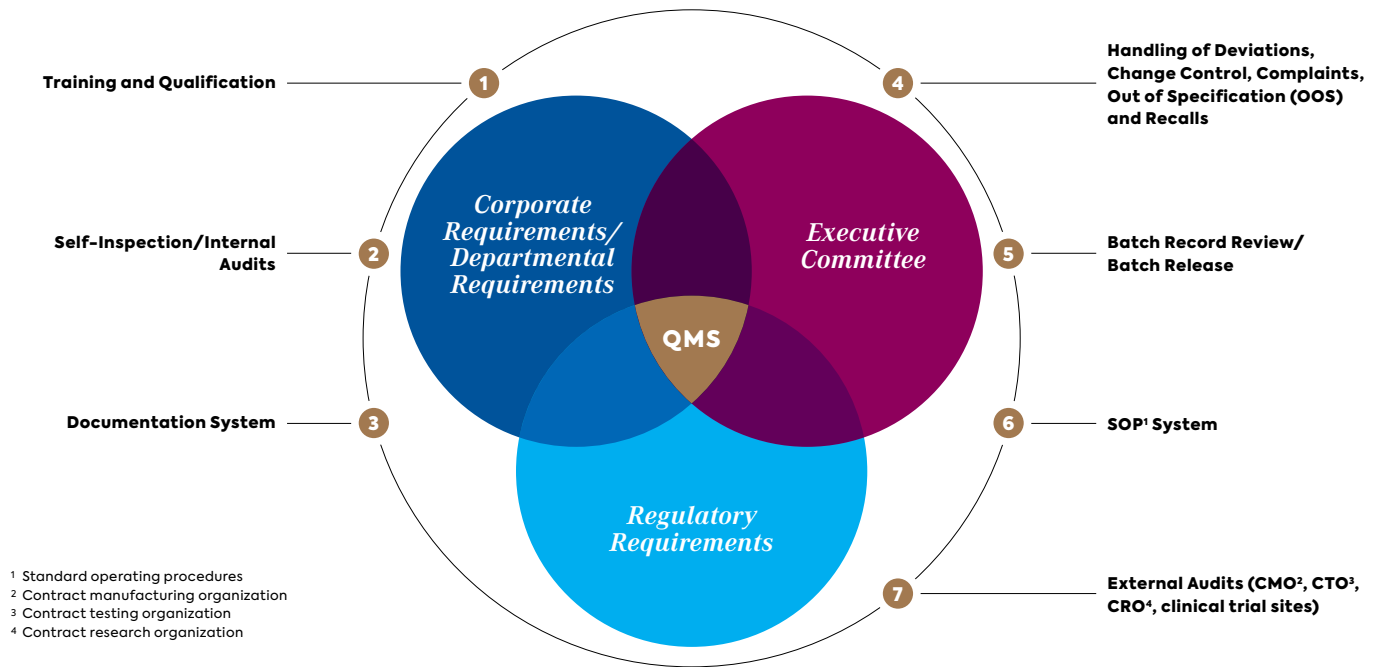 1
Training and Qualification
2
Self-Inspection/Internal
Audits
3
Documentation System
4
Handling of Deviations,
Change Control, Complaints,
Out of Specification (OOS)
and Recalls
5
Batch Record Review/
Batch Release
6
SOP¹ System
7
External Audits (CMO², CTO³,
CRO⁴, clinical trial sites)
Corporate
Requirements/
Departmental
Requirements
Executive
Committee
QMS
Regulatory
Requirements
¹ Standard operating procedures
² Contract manufacturing organization
³ Contract testing organization
⁴ Contract research organization